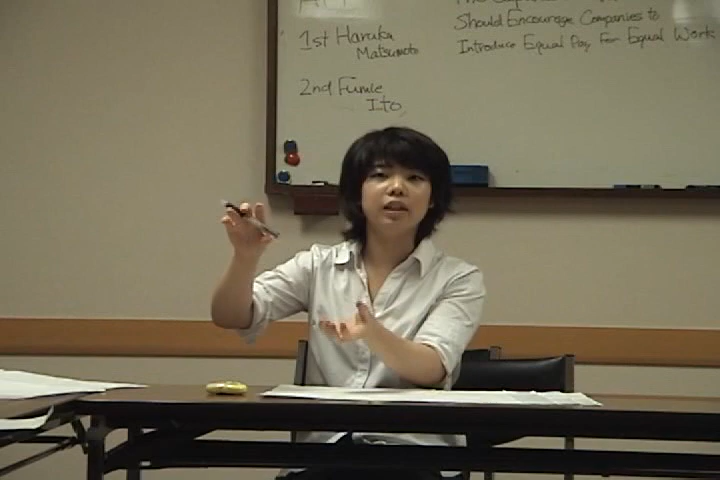 1st Haruka
Matsumoto
2nd Fumie
Ito
Should Encourage Companies to
Introduce Equal Pay For Equal Work